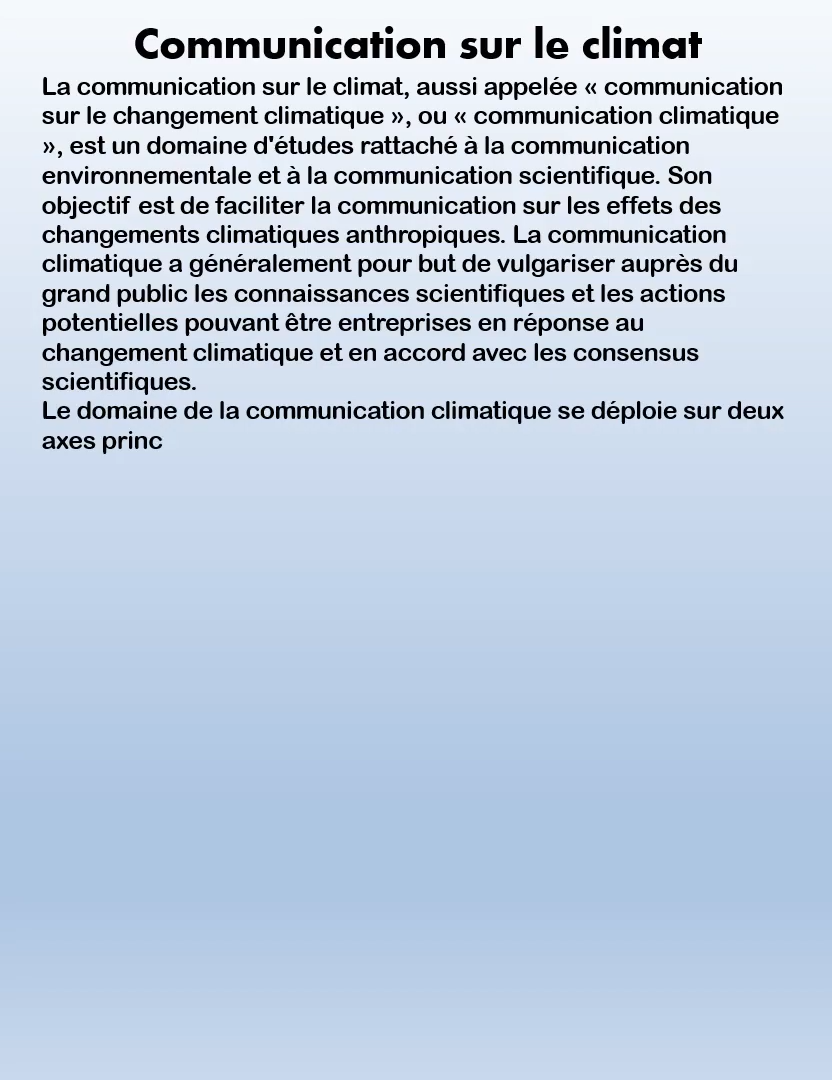 Communication sur le climat
La communication sur le climat, aussi appelée « communication
sur le changement climatique », ou « communication climatique
», est un domaine d'études rattaché à la communication
environnementale et à la communication scientifique. Son
objectif est de faciliter la communication sur les effets des
changements climatiques anthropiques. La communication
climatique a généralement pour but de vulgariser auprès du
grand public les connaissances scientifiques et les actions
potentielles pouvant être entreprises en réponse au
changement climatique et en accord avec les consensus
scientifiques.
Le domaine de la communication climatique se déploie sur deux
axes princ